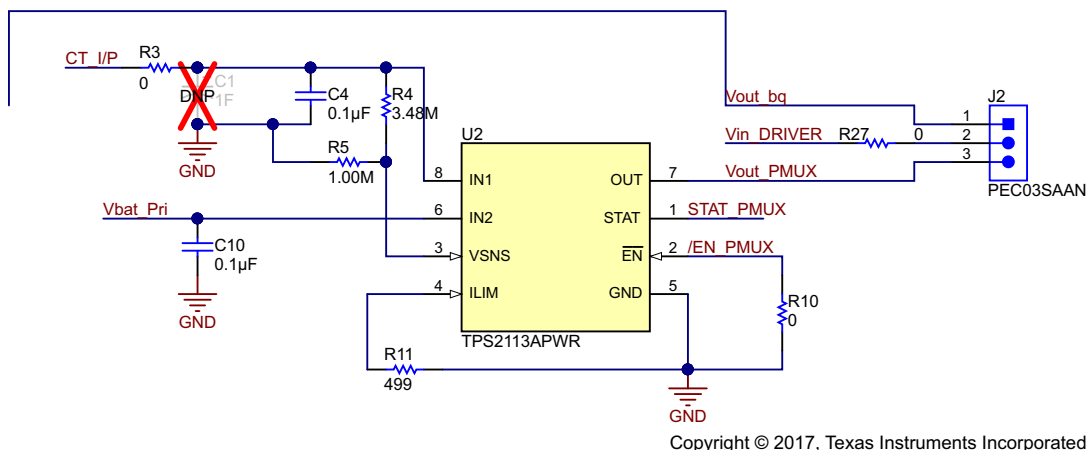 CT_I/P
R3
0
C1
DNP
1F
C4
0.1µF
R4
3.48M
R5
1.00M
GND
Vbat_Pri
C10
0.1µF
GND
U2
8 IN1 OUT 7
6 IN2 STAT 1
3 VSNS EN 2
4 ILIM GND 5
TPS2113APWR
R11
499
Vout_bq
Vin_DRIVER R27 0
Vout_PMUX
STAT_PMUX
/EN_PMUX
R10
0
GND
J2
1
2
3
PEC03SAAN
Copyright © 2017, Texas Instruments Incorporated